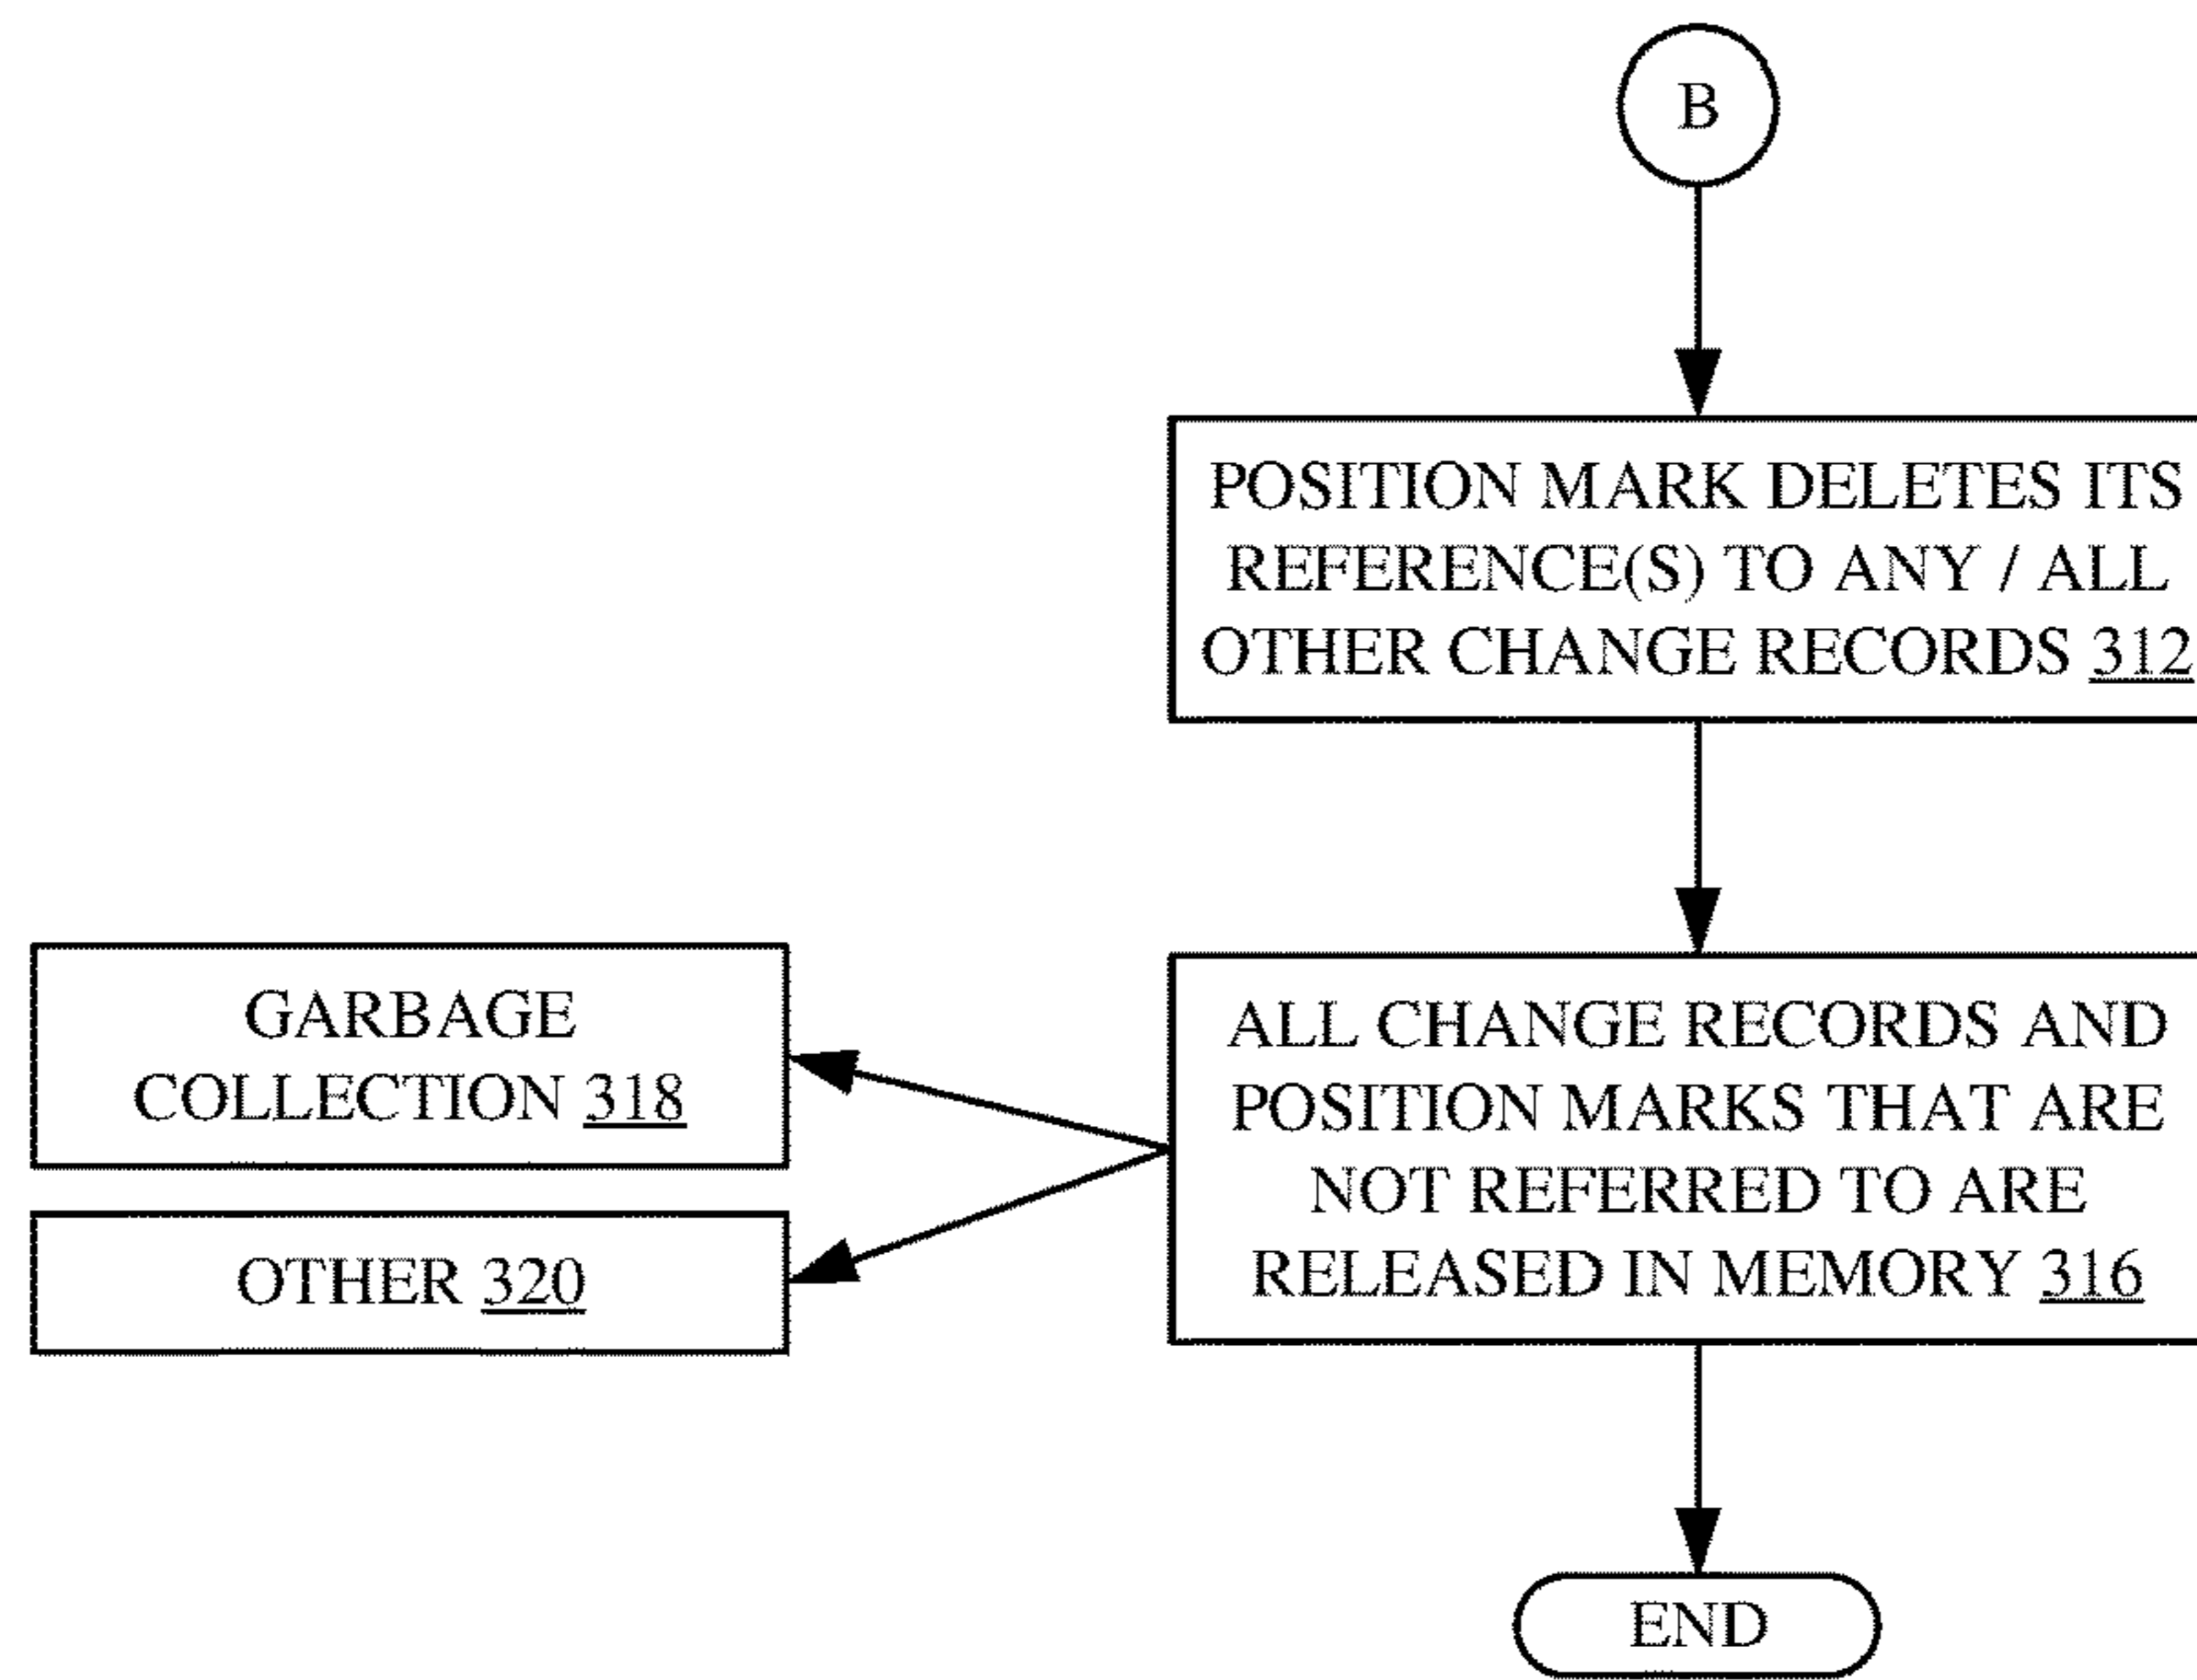 B
POSITION MARK DELETES ITS
REFERENCE(S) TO ANY / ALL
OTHER CHANGE RECORDS 312
GARBAGE
COLLECTION 318
OTHER 320
ALL CHANGE RECORDS AND
POSITION MARKS THAT ARE
NOT REFERRED TO ARE
RELEASED IN MEMORY 316
END